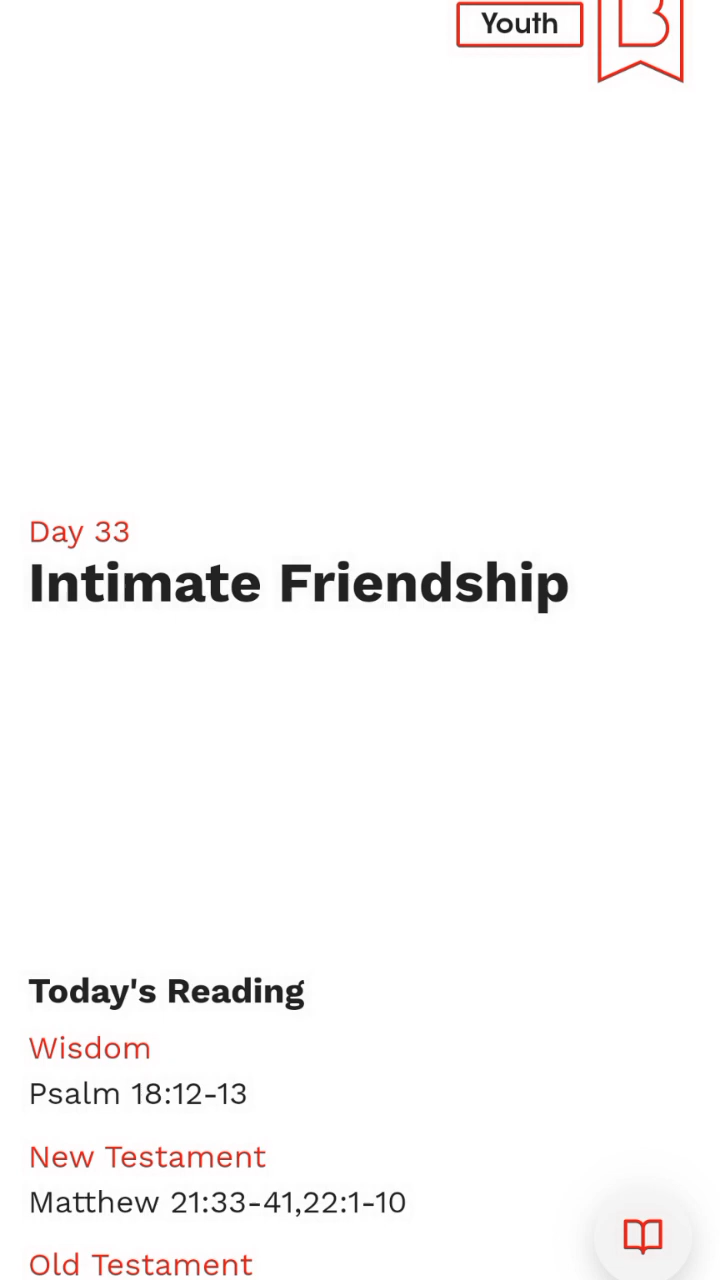 Youth
B
Day 33
Intimate Friendship
Today's Reading
Wisdom
Psalm 18:12-13
New Testament
Matthew 21:33-41,22:1-10
Old Testament